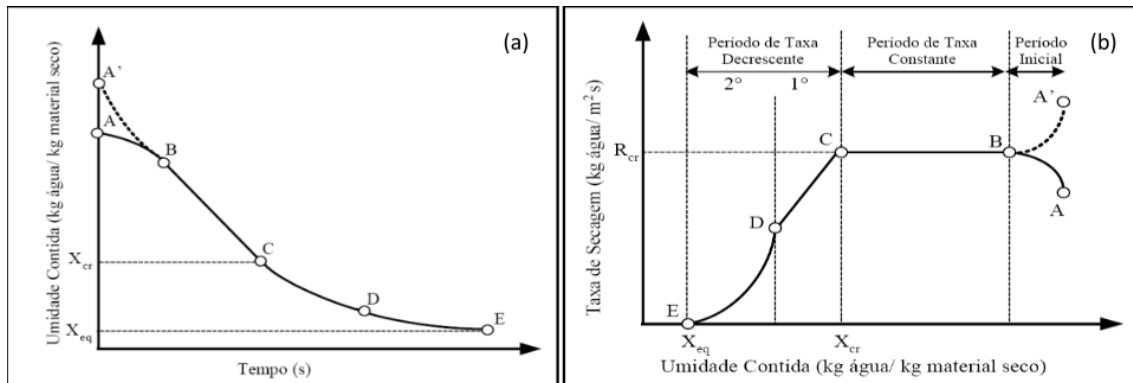 (a)
A'
A
B
C
D
E
X_cr
X_eq
Umidade Contida (kg água/ kg material seco)
Tempo (s)
(b)
Período de Taxa
Decrescente
2° 1°
Período de Taxa
Constante
Período
Inicial
A'
A
B
C
D
E
R_cr
X_eq
X_cr
Taxa de Secagem (kg água/ m² s)
Umidade Contida (kg água/ kg material seco)